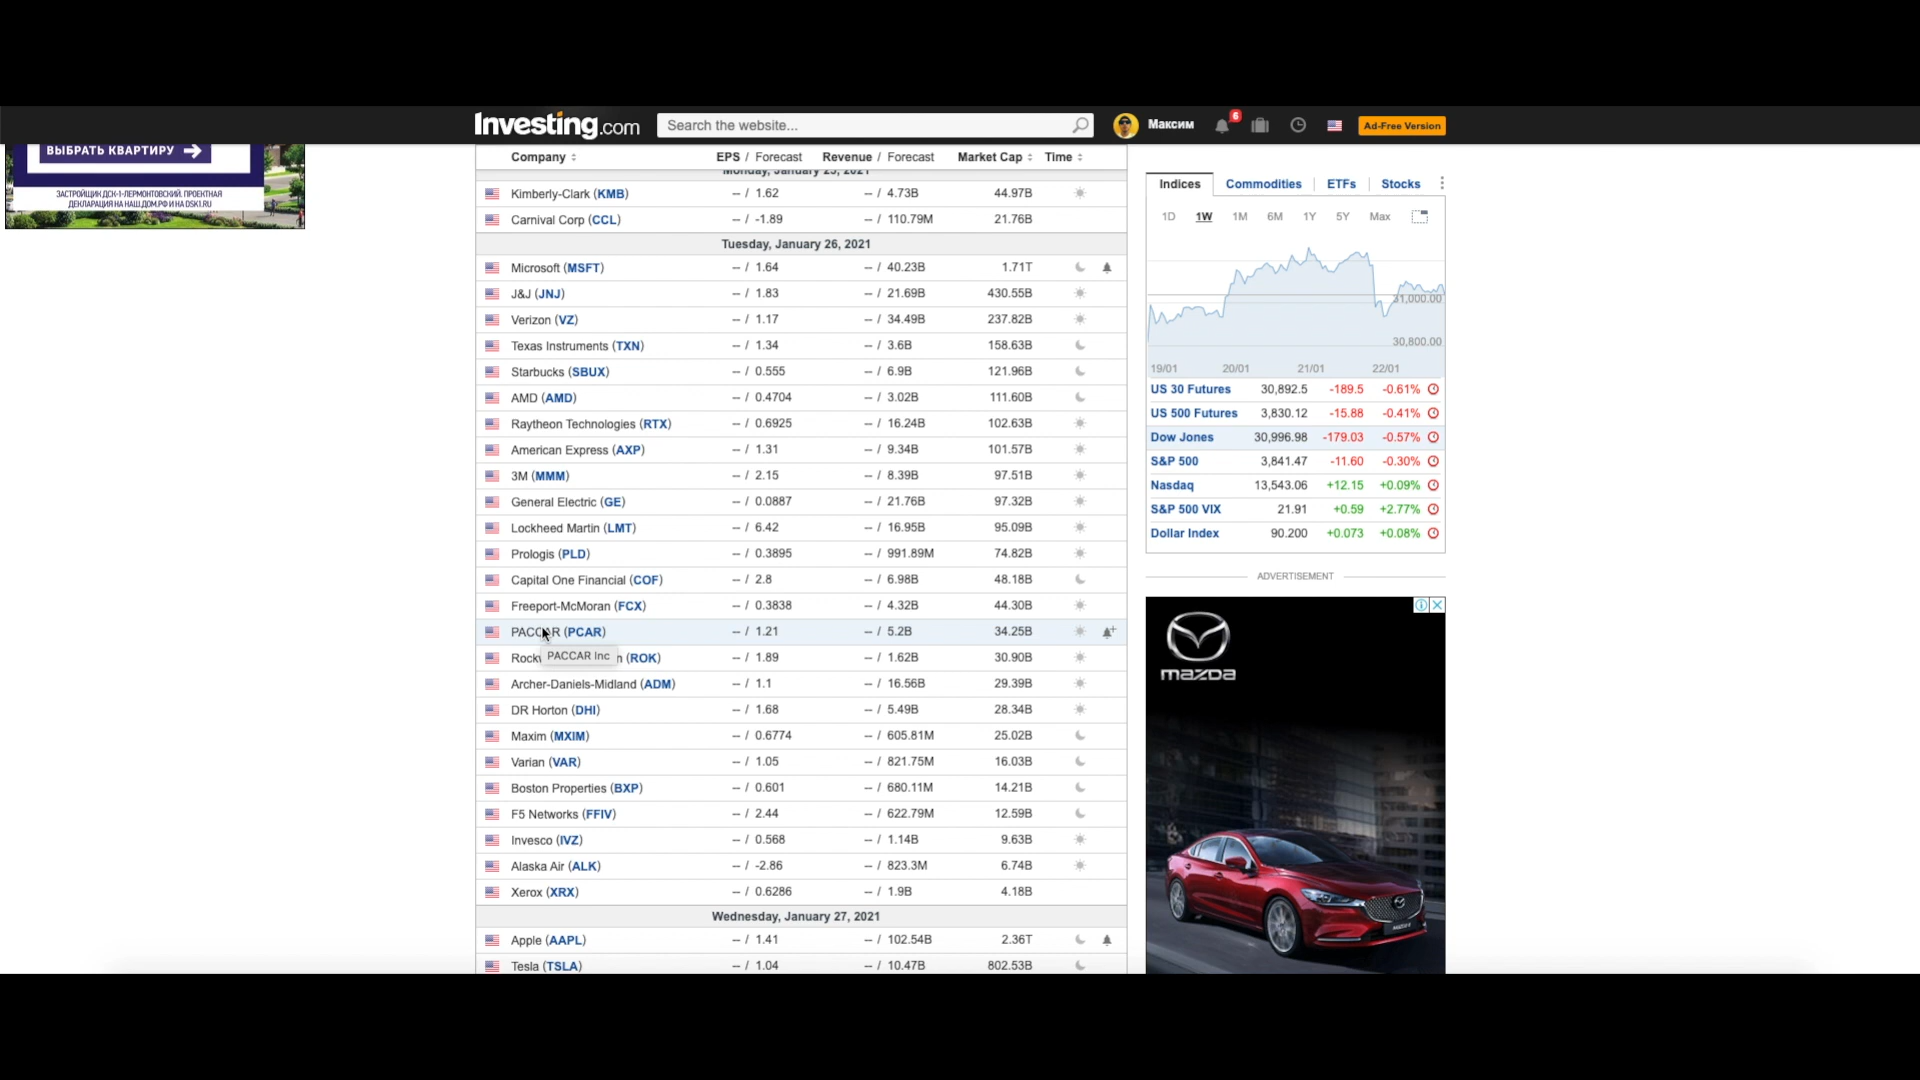 Investing.com
Search the website...
Максим
6
Ad-Free Version
ВЫБРАТЬ КВАРТИРУ
ЗАСТРОЙЩИК ДСК-1-ЛЕРМОНТОВСКИЙ. ПРОЕКТНАЯ
ДЕКЛАРАЦИЯ НА НАШ.ДОМ.РФ И НА DSK1.RU
Company EPS / Forecast Revenue / Forecast Market Cap Time
Monday, January 25, 2021
Kimberly-Clark (KMB) -- / 1.62 -- / 4.73B 44.97B
Carnival Corp (CCL) -- / -1.89 -- / 110.79M 21.76B
Tuesday, January 26, 2021
Microsoft (MSFT) -- / 1.64 -- / 40.23B 1.71T
J&J (JNJ) -- / 1.83 -- / 21.69B 430.55B
Verizon (VZ) -- / 1.17 -- / 34.49B 237.82B
Texas Instruments (TXN) -- / 1.34 -- / 3.6B 158.63B
Starbucks (SBUX) -- / 0.555 -- / 6.9B 121.96B
AMD (AMD) -- / 0.4704 -- / 3.02B 111.60B
Raytheon Technologies (RTX) -- / 0.6925 -- / 16.24B 102.63B
American Express (AXP) -- / 1.31 -- / 9.34B 101.57B
3M (MMM) -- / 2.15 -- / 8.39B 97.51B
General Electric (GE) -- / 0.0887 -- / 21.76B 97.32B
Lockheed Martin (LMT) -- / 6.42 -- / 16.95B 95.09B
Prologis (PLD) -- / 0.3895 -- / 991.89M 74.82B
Capital One Financial (COF) -- / 2.8 -- / 6.98B 48.18B
Freeport-McMoran (FCX) -- / 0.3838 -- / 4.32B 44.30B
PACCAR (PCAR) -- / 1.21 -- / 5.2B 34.25B
PACCAR Inc
(ROK) -- / 1.89 -- / 1.62B 30.90B
Archer-Daniels-Midland (ADM) -- / 1.1 -- / 16.56B 29.39B
DR Horton (DHI) -- / 1.68 -- / 5.49B 28.34B
Maxim (MXIM) -- / 0.6774 -- / 605.81M 25.02B
Varian (VAR) -- / 1.05 -- / 821.75M 16.03B
Boston Properties (BXP) -- / 0.601 -- / 680.11M 14.21B
F5 Networks (FFIV) -- / 2.44 -- / 622.79M 12.59B
Invesco (IVZ) -- / 0.568 -- / 1.14B 9.63B
Alaska Air (ALK) -- / -2.86 -- / 823.3M 6.74B
Xerox (XRX) -- / 0.6286 -- / 1.9B 4.18B
Wednesday, January 27, 2021
Apple (AAPL) -- / 1.41 -- / 102.54B 2.36T
Tesla (TSLA) -- / 1.04 -- / 10.47B 802.53B
Indices Commodities ETFs Stocks
1D 1W 1M 6M 1Y 5Y Max
31,000.00
30,800.00
19/01 20/01 21/01 22/01
US 30 Futures 30,892.5 -189.5 -0.61%
US 500 Futures 3,830.12 -15.88 -0.41%
Dow Jones 30,996.98 -179.03 -0.57%
S&P 500 3,841.47 -11.60 -0.30%
Nasdaq 13,543.06 +12.15 +0.09%
S&P 500 VIX 21.91 +0.59 +2.77%
Dollar Index 90.200 +0.073 +0.08%
ADVERTISEMENT
mazda